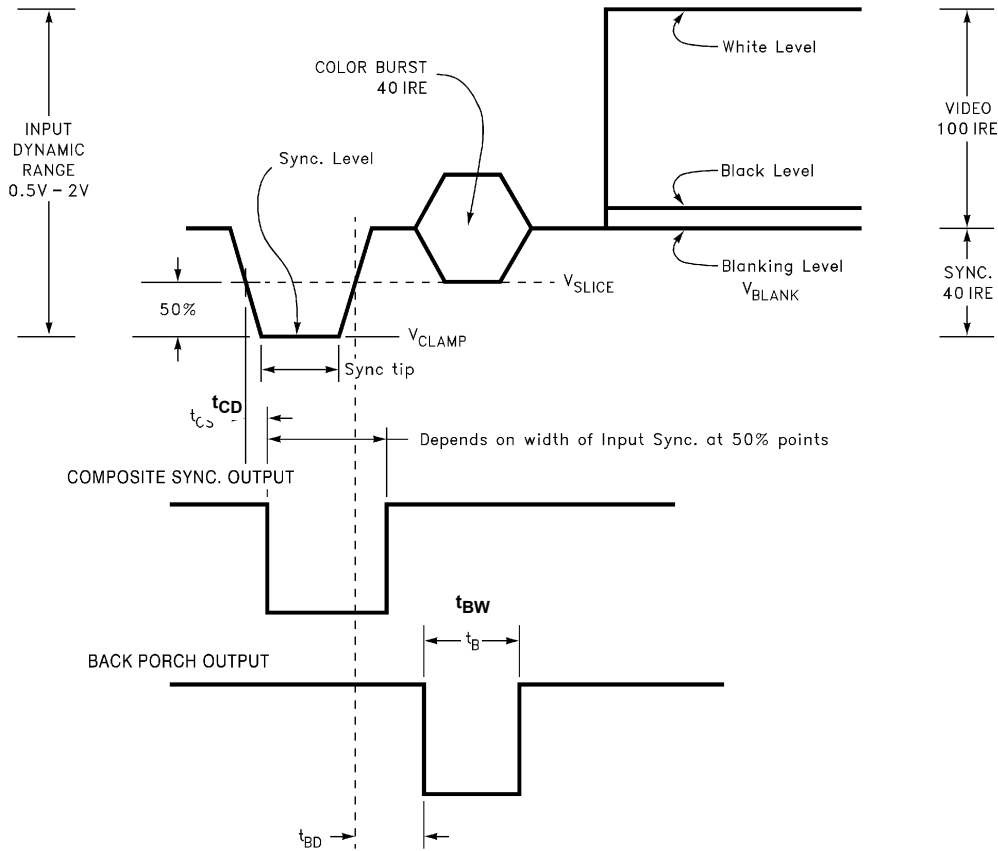 White Level
COLOR BURST
40 IRE
INPUT
DYNAMIC
RANGE
0.5V – 2V
VIDEO
100 IRE
Sync. Level
Black Level
Blanking Level
VBLANK
SYNC.
40 IRE
VSLICE
50%
VCLAMP
Sync tip
tCD
tCS
Depends on width of Input Sync. at 50% points
COMPOSITE SYNC. OUTPUT
tBW
tB
BACK PORCH OUTPUT
tBD